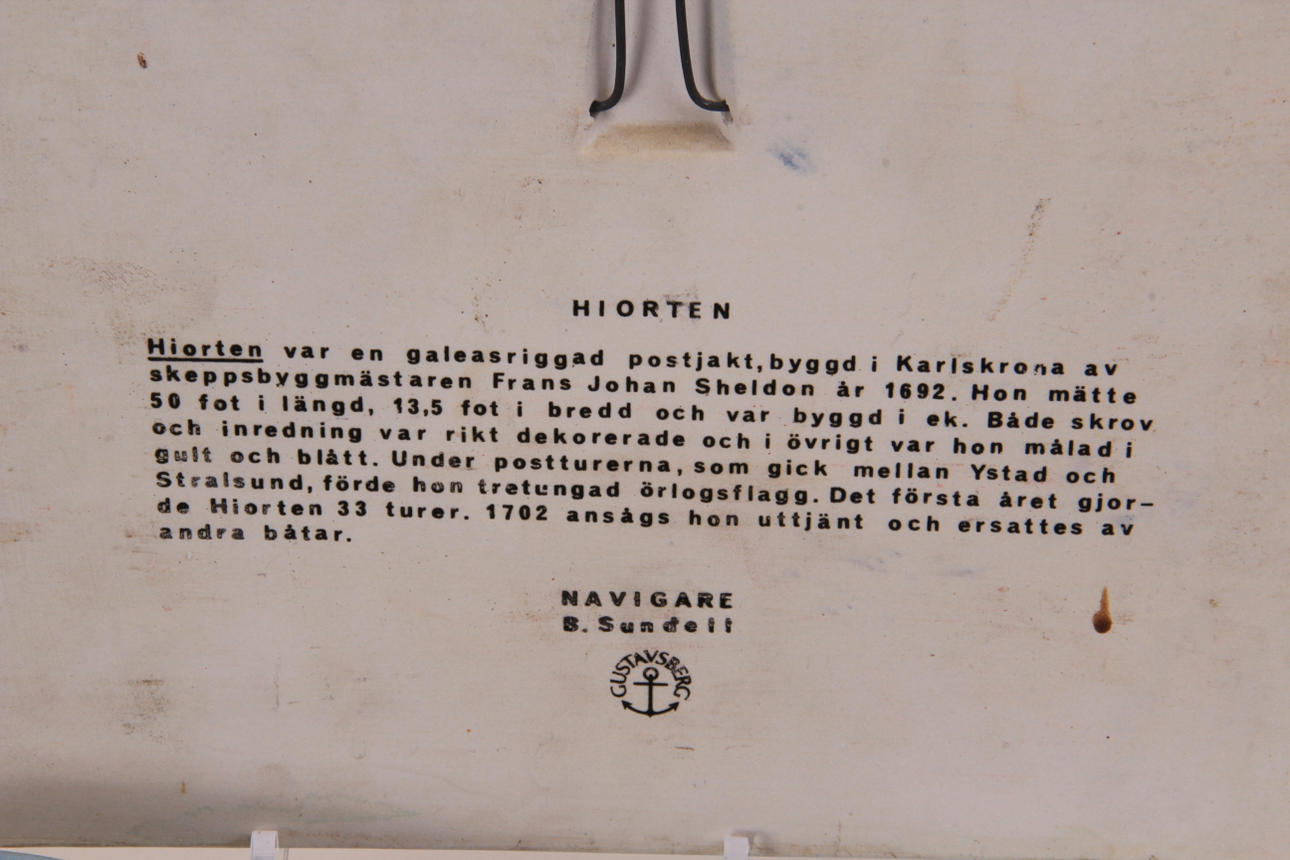 HIORTEN
Hiorten var en galeasriggad postjakt, byggd i Karlskrona av
skeppsbyggmästaren Frans Johan Sheldon år 1692. Hon mätte
50 fot i längd, 13,5 fot i bredd och var byggd i ek. Både skrov
och inredning var rikt dekorerade och i övrigt var hon målad i
gult och blått. Under postturerna, som gick mellan Ystad och
Stralsund, förde hon tretungad örlogsflagg. Det första året gjor-
de Hiorten 33 turer. 1702 ansågs hon uttjänt och ersattes av
andra båtar.
NAVIGARE
B. Sundell
GUSTAVSBERG